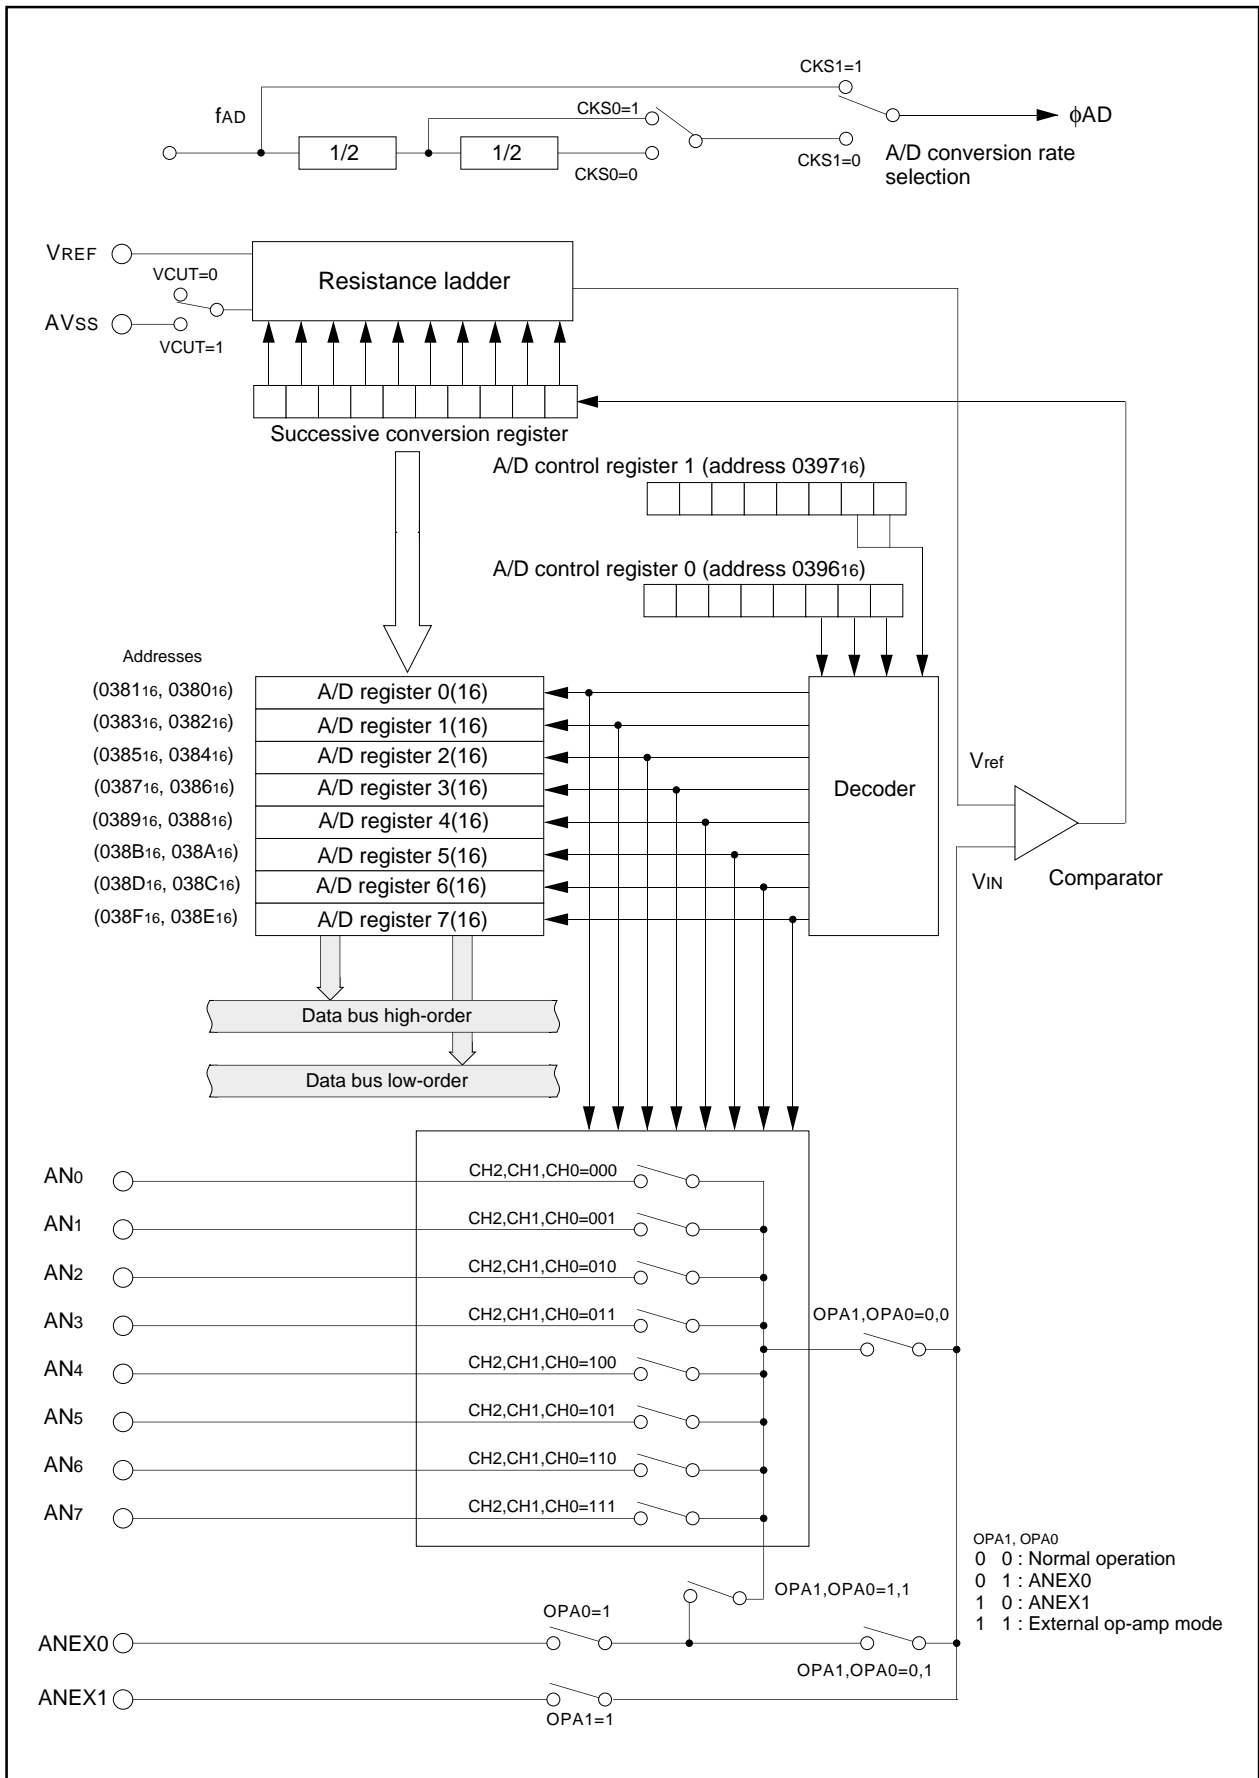 CKS1=1
fAD
CKS0=1
ϕAD
1/2
1/2
CKS0=0
CKS1=0
A/D conversion rate
selection
VREF
VCUT=0
Resistance ladder
AVSS
VCUT=1
Successive conversion register
A/D control register 1 (address 039716)
A/D control register 0 (address 039616)
Addresses
(038116, 038016)
A/D register 0(16)
(038316, 038216)
A/D register 1(16)
(038516, 038416)
A/D register 2(16)
(038716, 038616)
A/D register 3(16)
(038916, 038816)
A/D register 4(16)
(038B16, 038A16)
A/D register 5(16)
(038D16, 038C16)
A/D register 6(16)
(038F16, 038E16)
A/D register 7(16)
Decoder
Vref
VIN
Comparator
Data bus high-order
Data bus low-order
AN0
CH2,CH1,CH0=000
AN1
CH2,CH1,CH0=001
AN2
CH2,CH1,CH0=010
AN3
CH2,CH1,CH0=011
OPA1,OPA0=0,0
AN4
CH2,CH1,CH0=100
AN5
CH2,CH1,CH0=101
AN6
CH2,CH1,CH0=110
AN7
CH2,CH1,CH0=111
OPA1, OPA0
0 0 : Normal operation
0 1 : ANEX0
1 0 : ANEX1
1 1 : External op-amp mode
OPA1,OPA0=1,1
OPA0=1
ANEX0
OPA1,OPA0=0,1
ANEX1
OPA1=1